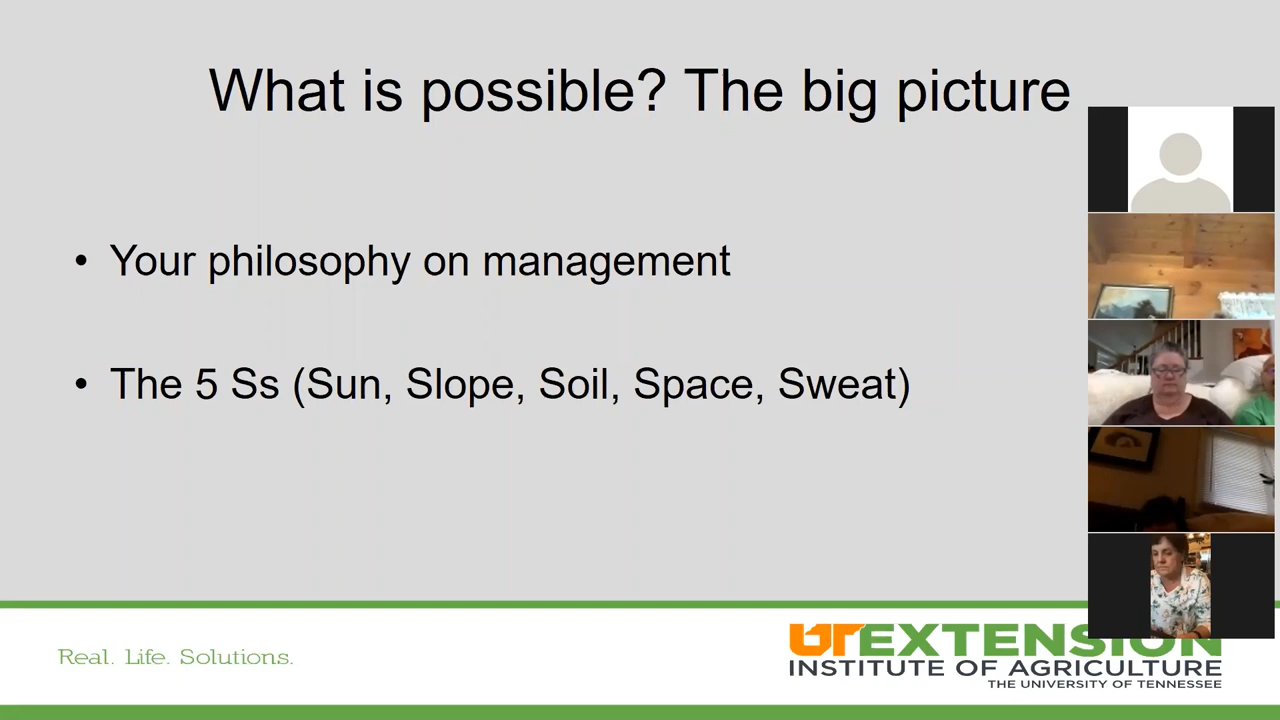 What is possible? The big picture
• Your philosophy on management
• The 5 Ss (Sun, Slope, Soil, Space, Sweat)
Real. Life. Solutions.
UT EXTENSION
INSTITUTE OF AGRICULTURE
THE UNIVERSITY OF TENNESSEE